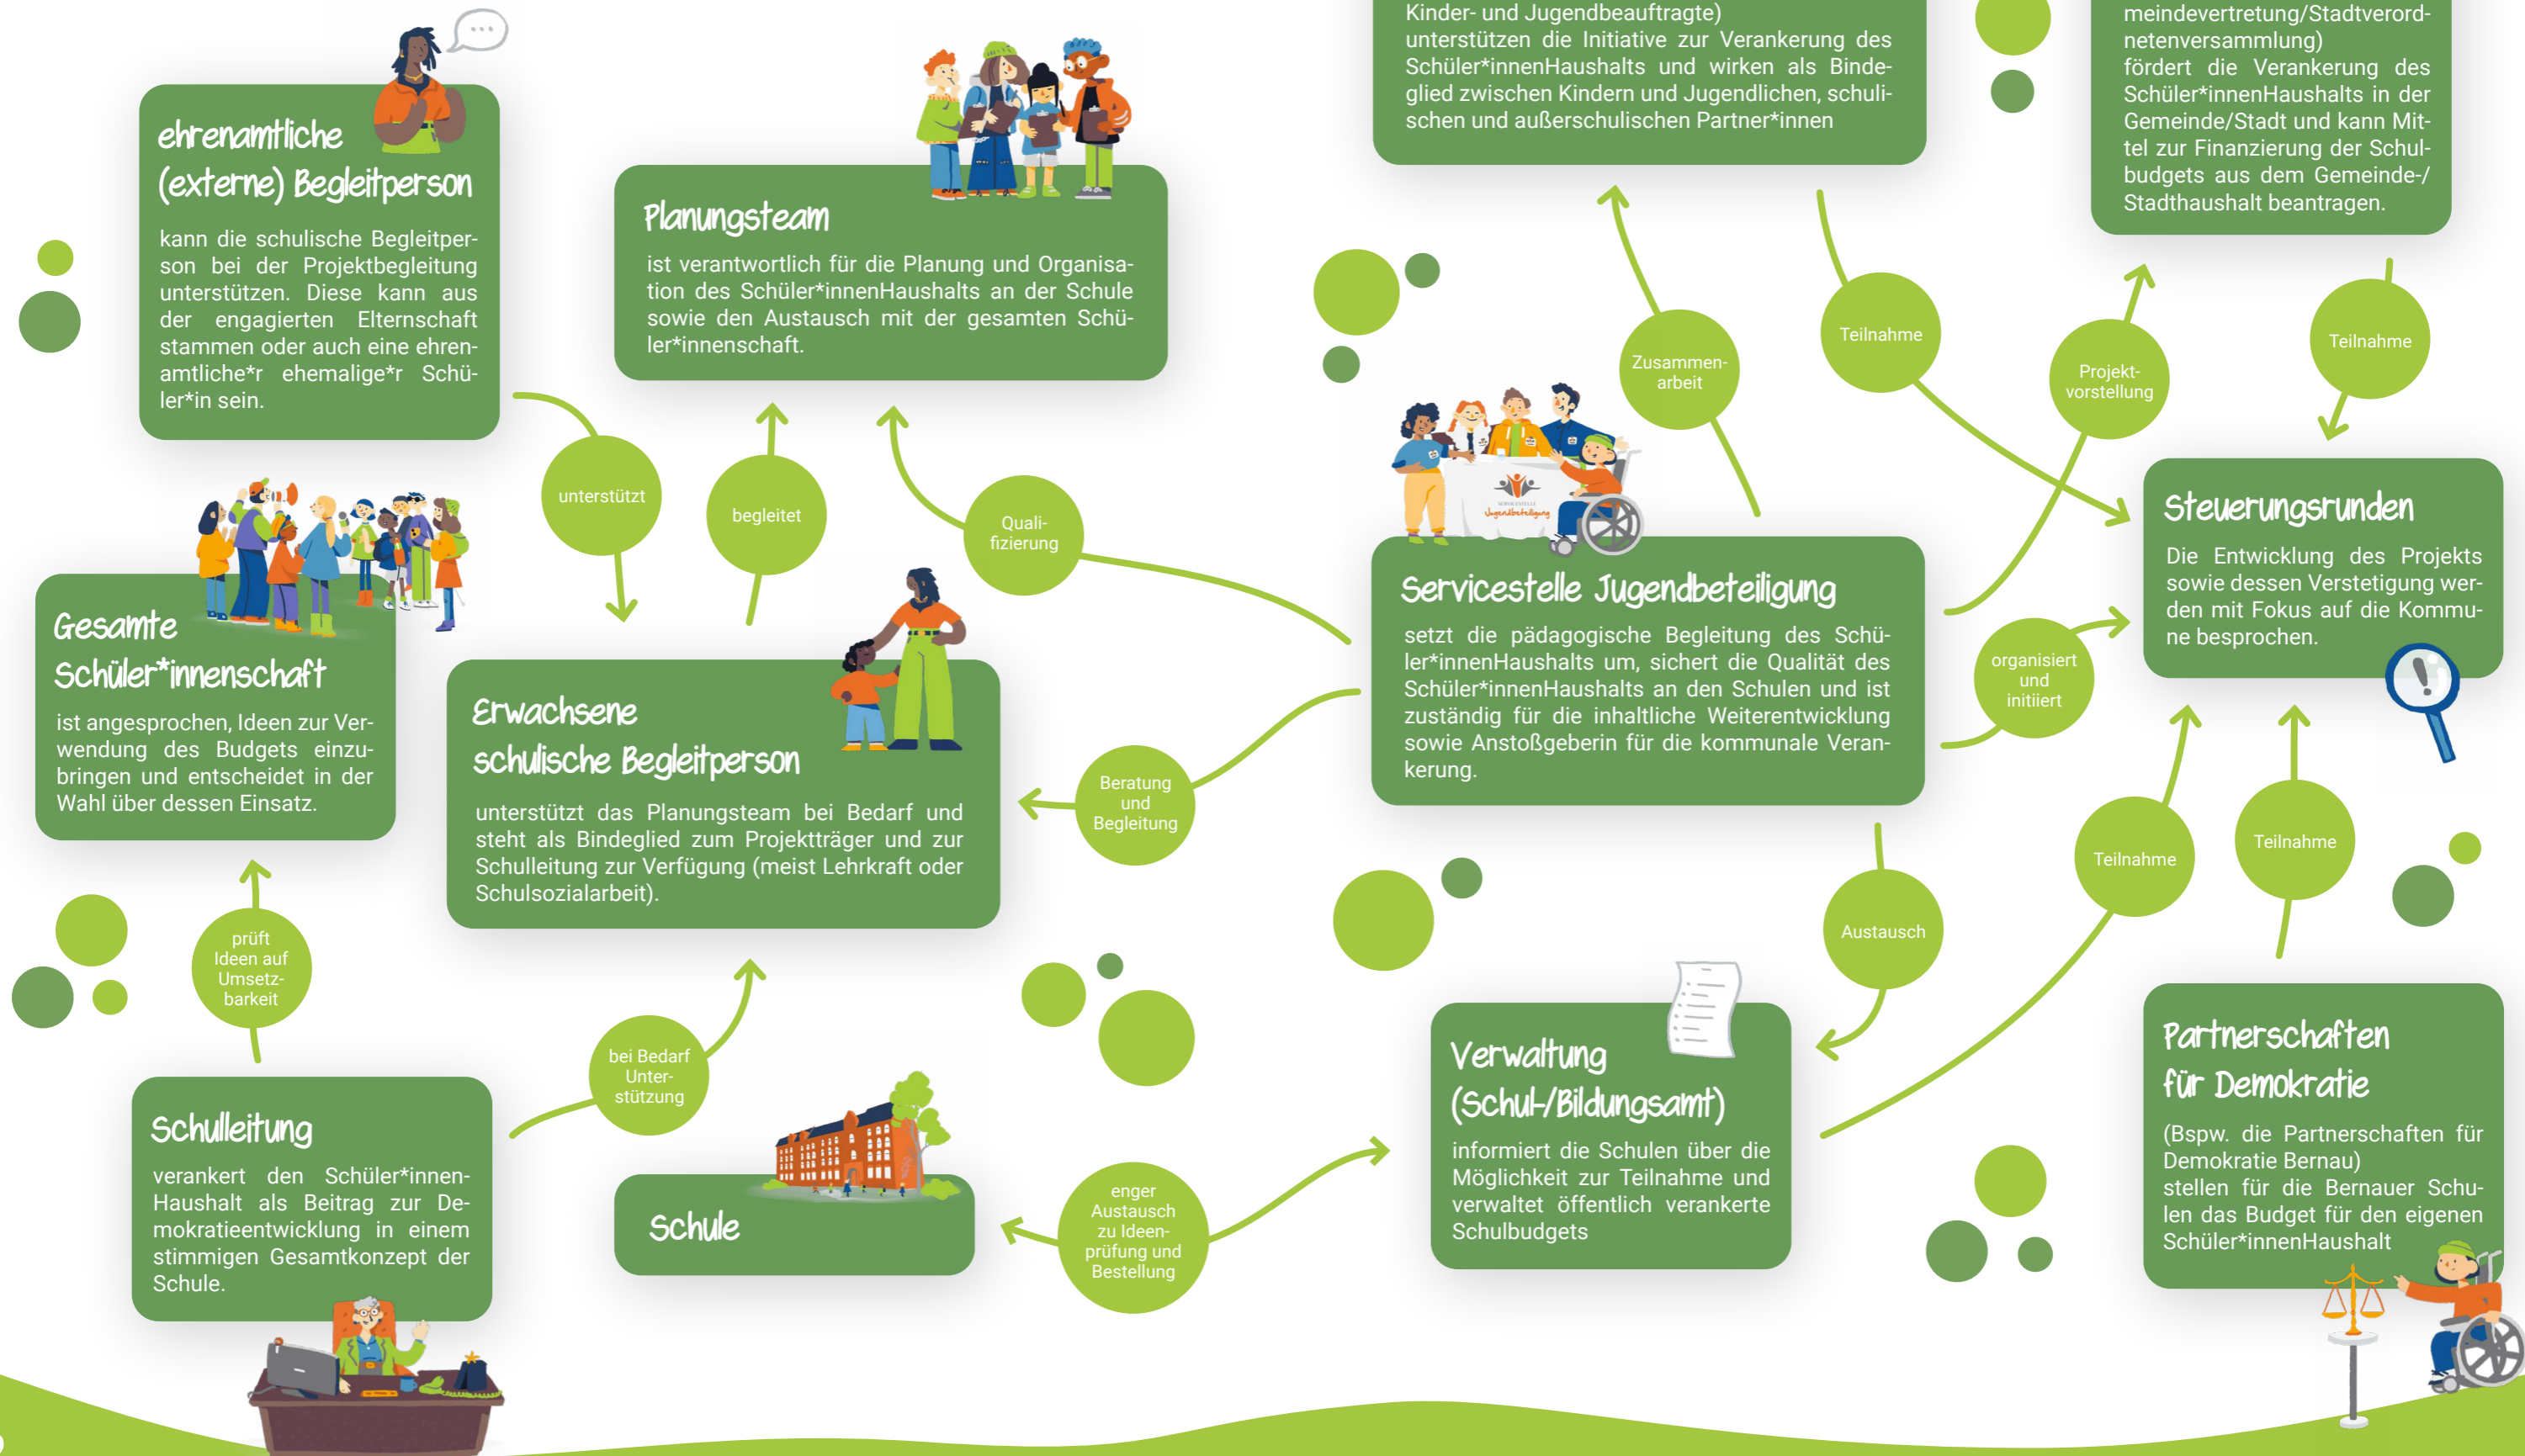 ehrenamtliche
(externe) Begleitperson
kann die schulische Begleitper-
son bei der Projektbegleitung
unterstützen. Diese kann aus
der engagierten Elternschaft
stammen oder auch eine ehren-
amtliche*r ehemalige*r Schü-
ler*in sein.
Planungsteam
ist verantwortlich für die Planung und Organisa-
tion des Schüler*innenHaushalts an der Schule
sowie den Austausch mit der gesamten Schü-
ler*innenschaft.
Kinder- und Jugendbeauftragte)
unterstützen die Initiative zur Verankerung des
Schüler*innenHaushalts und wirken als Binde-
glied zwischen Kindern und Jugendlichen, schuli-
schen und außerschulischen Partner*innen
meindevertretung/Stadtverord-
netenversammlung)
fördert die Verankerung des
Schüler*innenHaushalts in der
Gemeinde/Stadt und kann Mit-
tel zur Finanzierung der Schul-
budgets aus dem Gemeinde-/
Stadthaushalt beantragen.
unterstützt
begleitet
Quali-
fizierung
Zusammen-
arbeit
Teilnahme
Projekt-
vorstellung
Teilnahme
Gesamte
Schüler*innenschaft
ist angesprochen, Ideen zur Ver-
wendung des Budgets einzu-
bringen und entscheidet in der
Wahl über dessen Einsatz.
Erwachsene
schulische Begleitperson
unterstützt das Planungsteam bei Bedarf und
steht als Bindeglied zum Projektträger und zur
Schulleitung zur Verfügung (meist Lehrkraft oder
Schulsozialarbeit).
SERVICESTELLE
Jugendbeteiligung
Servicestelle Jugendbeteiligung
setzt die pädagogische Begleitung des Schü-
ler*innenHaushalts um, sichert die Qualität des
Schüler*innenHaushalts an den Schulen und ist
zuständig für die inhaltliche Weiterentwicklung
sowie Anstoßgeberin für die kommunale Veran-
kerung.
Steuerungsrunden
Die Entwicklung des Projekts
sowie dessen Verstetigung wer-
den mit Fokus auf die Kommu-
ne besprochen.
organisiert
und
initiiert
Beratung
und
Begleitung
Teilnahme
Teilnahme
Austausch
prüft
Ideen auf
Umsetz-
barkeit
bei Bedarf
Unter-
stützung
Schulleitung
verankert den Schüler*innen-
Haushalt als Beitrag zur De-
mokratieentwicklung in einem
stimmigen Gesamtkonzept der
Schule.
Schule
enger
Austausch
zu Ideen-
prüfung und
Bestellung
Verwaltung
(Schul-/Bildungsamt)
informiert die Schulen über die
Möglichkeit zur Teilnahme und
verwaltet öffentlich verankerte
Schulbudgets
Partnerschaften
für Demokratie
(Bspw. die Partnerschaften für
Demokratie Bernau)
stellen für die Bernauer Schu-
len das Budget für den eigenen
Schüler*innenHaushalt